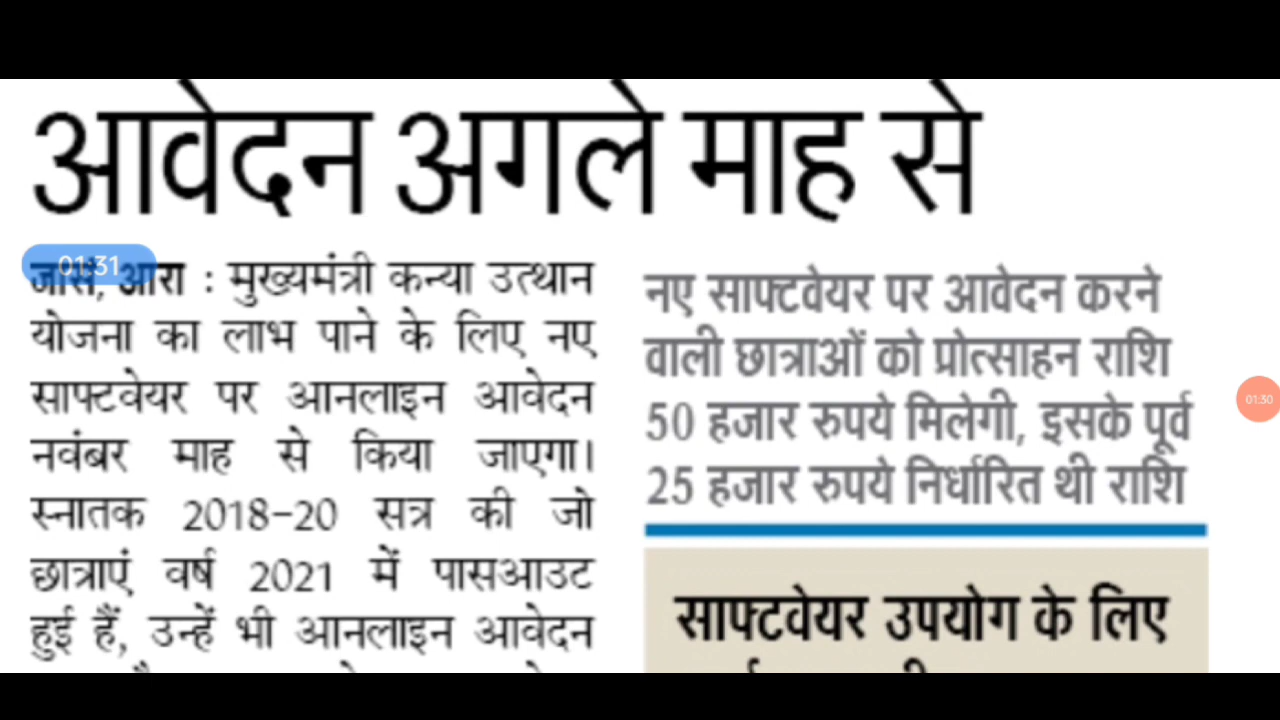 आवेदन अगले माह से
01:31
जासं, आरा : मुख्यमंत्री कन्या उत्थान
योजना का लाभ पाने के लिए नए
साफ्टवेयर पर आनलाइन आवेदन
नवंबर माह से किया जाएगा।
स्नातक 2018-20 सत्र की जो
छात्राएं वर्ष 2021 में पासआउट
हुई हैं, उन्हें भी आनलाइन आवेदन
नए साफ्टवेयर पर आवेदन करने
वाली छात्राओं को प्रोत्साहन राशि
50 हजार रुपये मिलेगी, इसके पूर्व
25 हजार रुपये निर्धारित थी राशि
साफ्टवेयर उपयोग के लिए
01:30